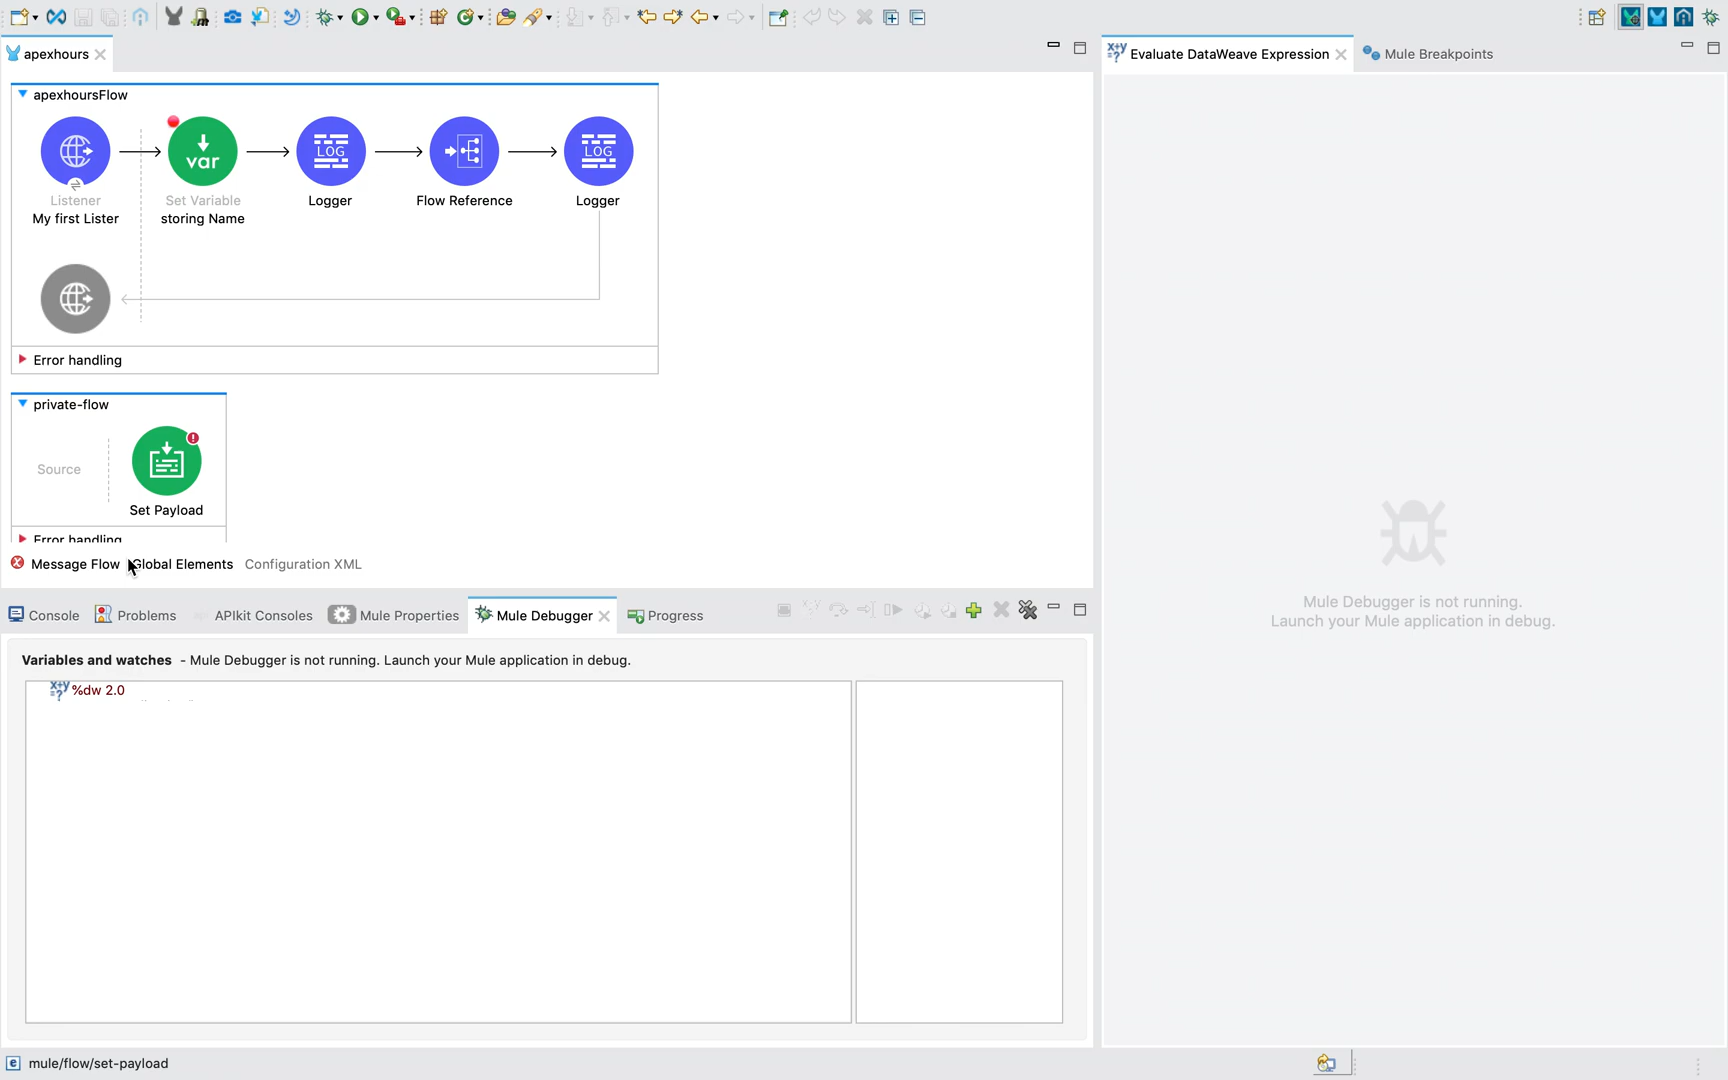 apexhours
Evaluate DataWeave Expression
Mule Breakpoints
apexhoursFlow
var
LOG
LOG
Listener
Set Variable
Logger
Flow Reference
Logger
My first Lister
storing Name
Error handling
private-flow
Source
Set Payload
Error handling
Message Flow
Global Elements
Configuration XML
Mule Debugger is not running.
Launch your Mule application in debug.
Console
Problems
APIkit Consoles
Mule Properties
Mule Debugger
Progress
Variables and watches - Mule Debugger is not running. Launch your Mule application in debug.
x+y
=?
%dw 2.0
mule/flow/set-payload